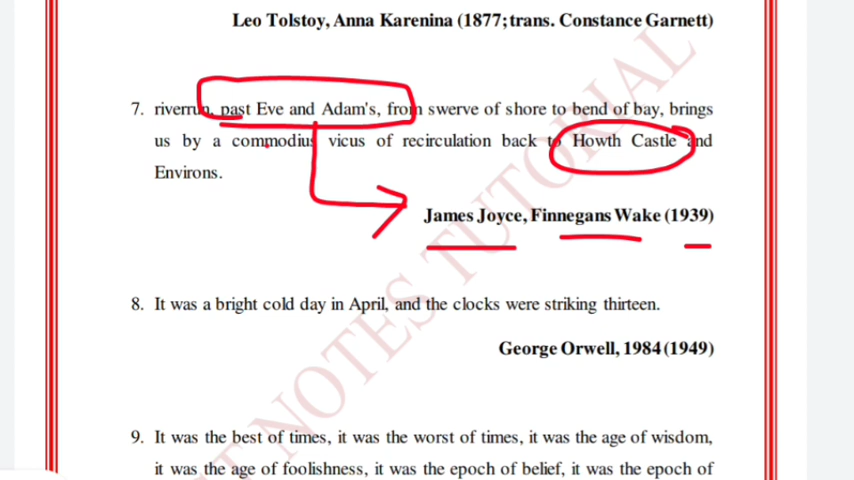 Leo Tolstoy, Anna Karenina (1877; trans. Constance Garnett)
7. riverrun, past Eve and Adam's, from swerve of shore to bend of bay, brings
us by a commodius vicus of recirculation back to Howth Castle and
Environs.
James Joyce, Finnegans Wake (1939)
8. It was a bright cold day in April, and the clocks were striking thirteen.
George Orwell, 1984 (1949)
9. It was the best of times, it was the worst of times, it was the age of wisdom,
it was the age of foolishness, it was the epoch of belief, it was the epoch of
NOTES TUTORIAL